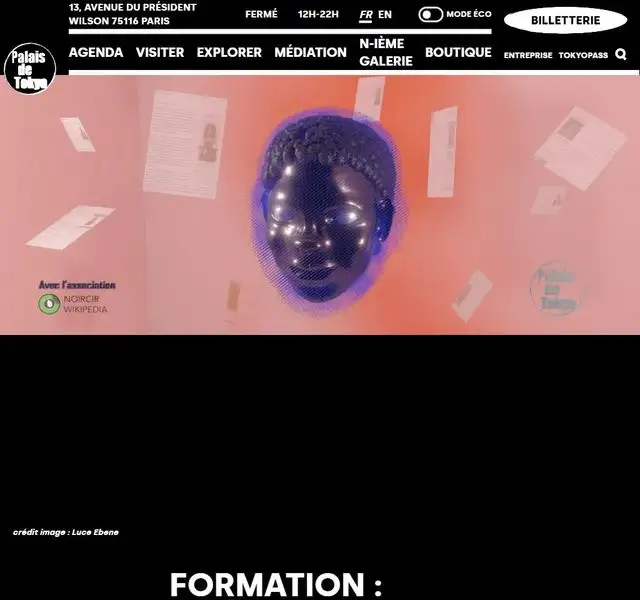 13, AVENUE DU PRÉSIDENT
WILSON 75116 PARIS
FERMÉ
12H-22H
FR EN
MODE ÉCO
BILLETTERIE
Palais
de
Tokyo
AGENDA
VISITER
EXPLORER
MÉDIATION
N-IÈME
GALERIE
BOUTIQUE
ENTREPRISE
TOKYOPASS
Avec l'association
NOIRCIR
WIKIPEDIA
Palais
de
Tokyo
crédit image : Luce Ebene
FORMATION :